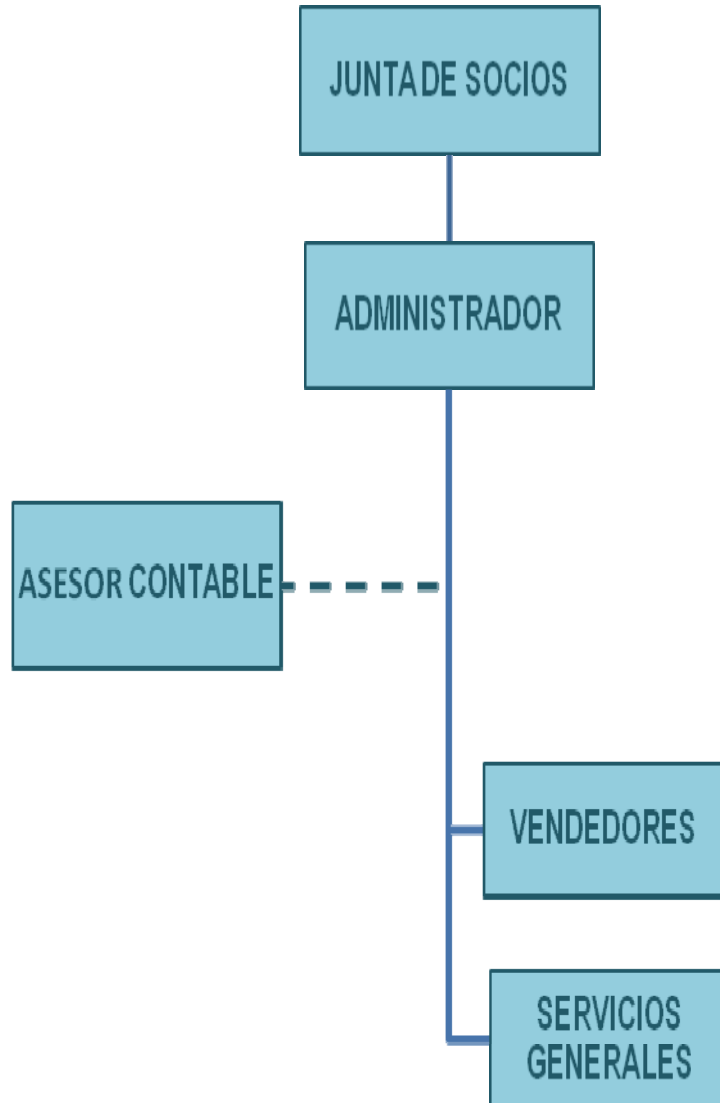 JUNTA DE SOCIOS
ADMINISTRADOR
ASESOR CONTABLE
VENDEDORES
SERVICIOS
GENERALES